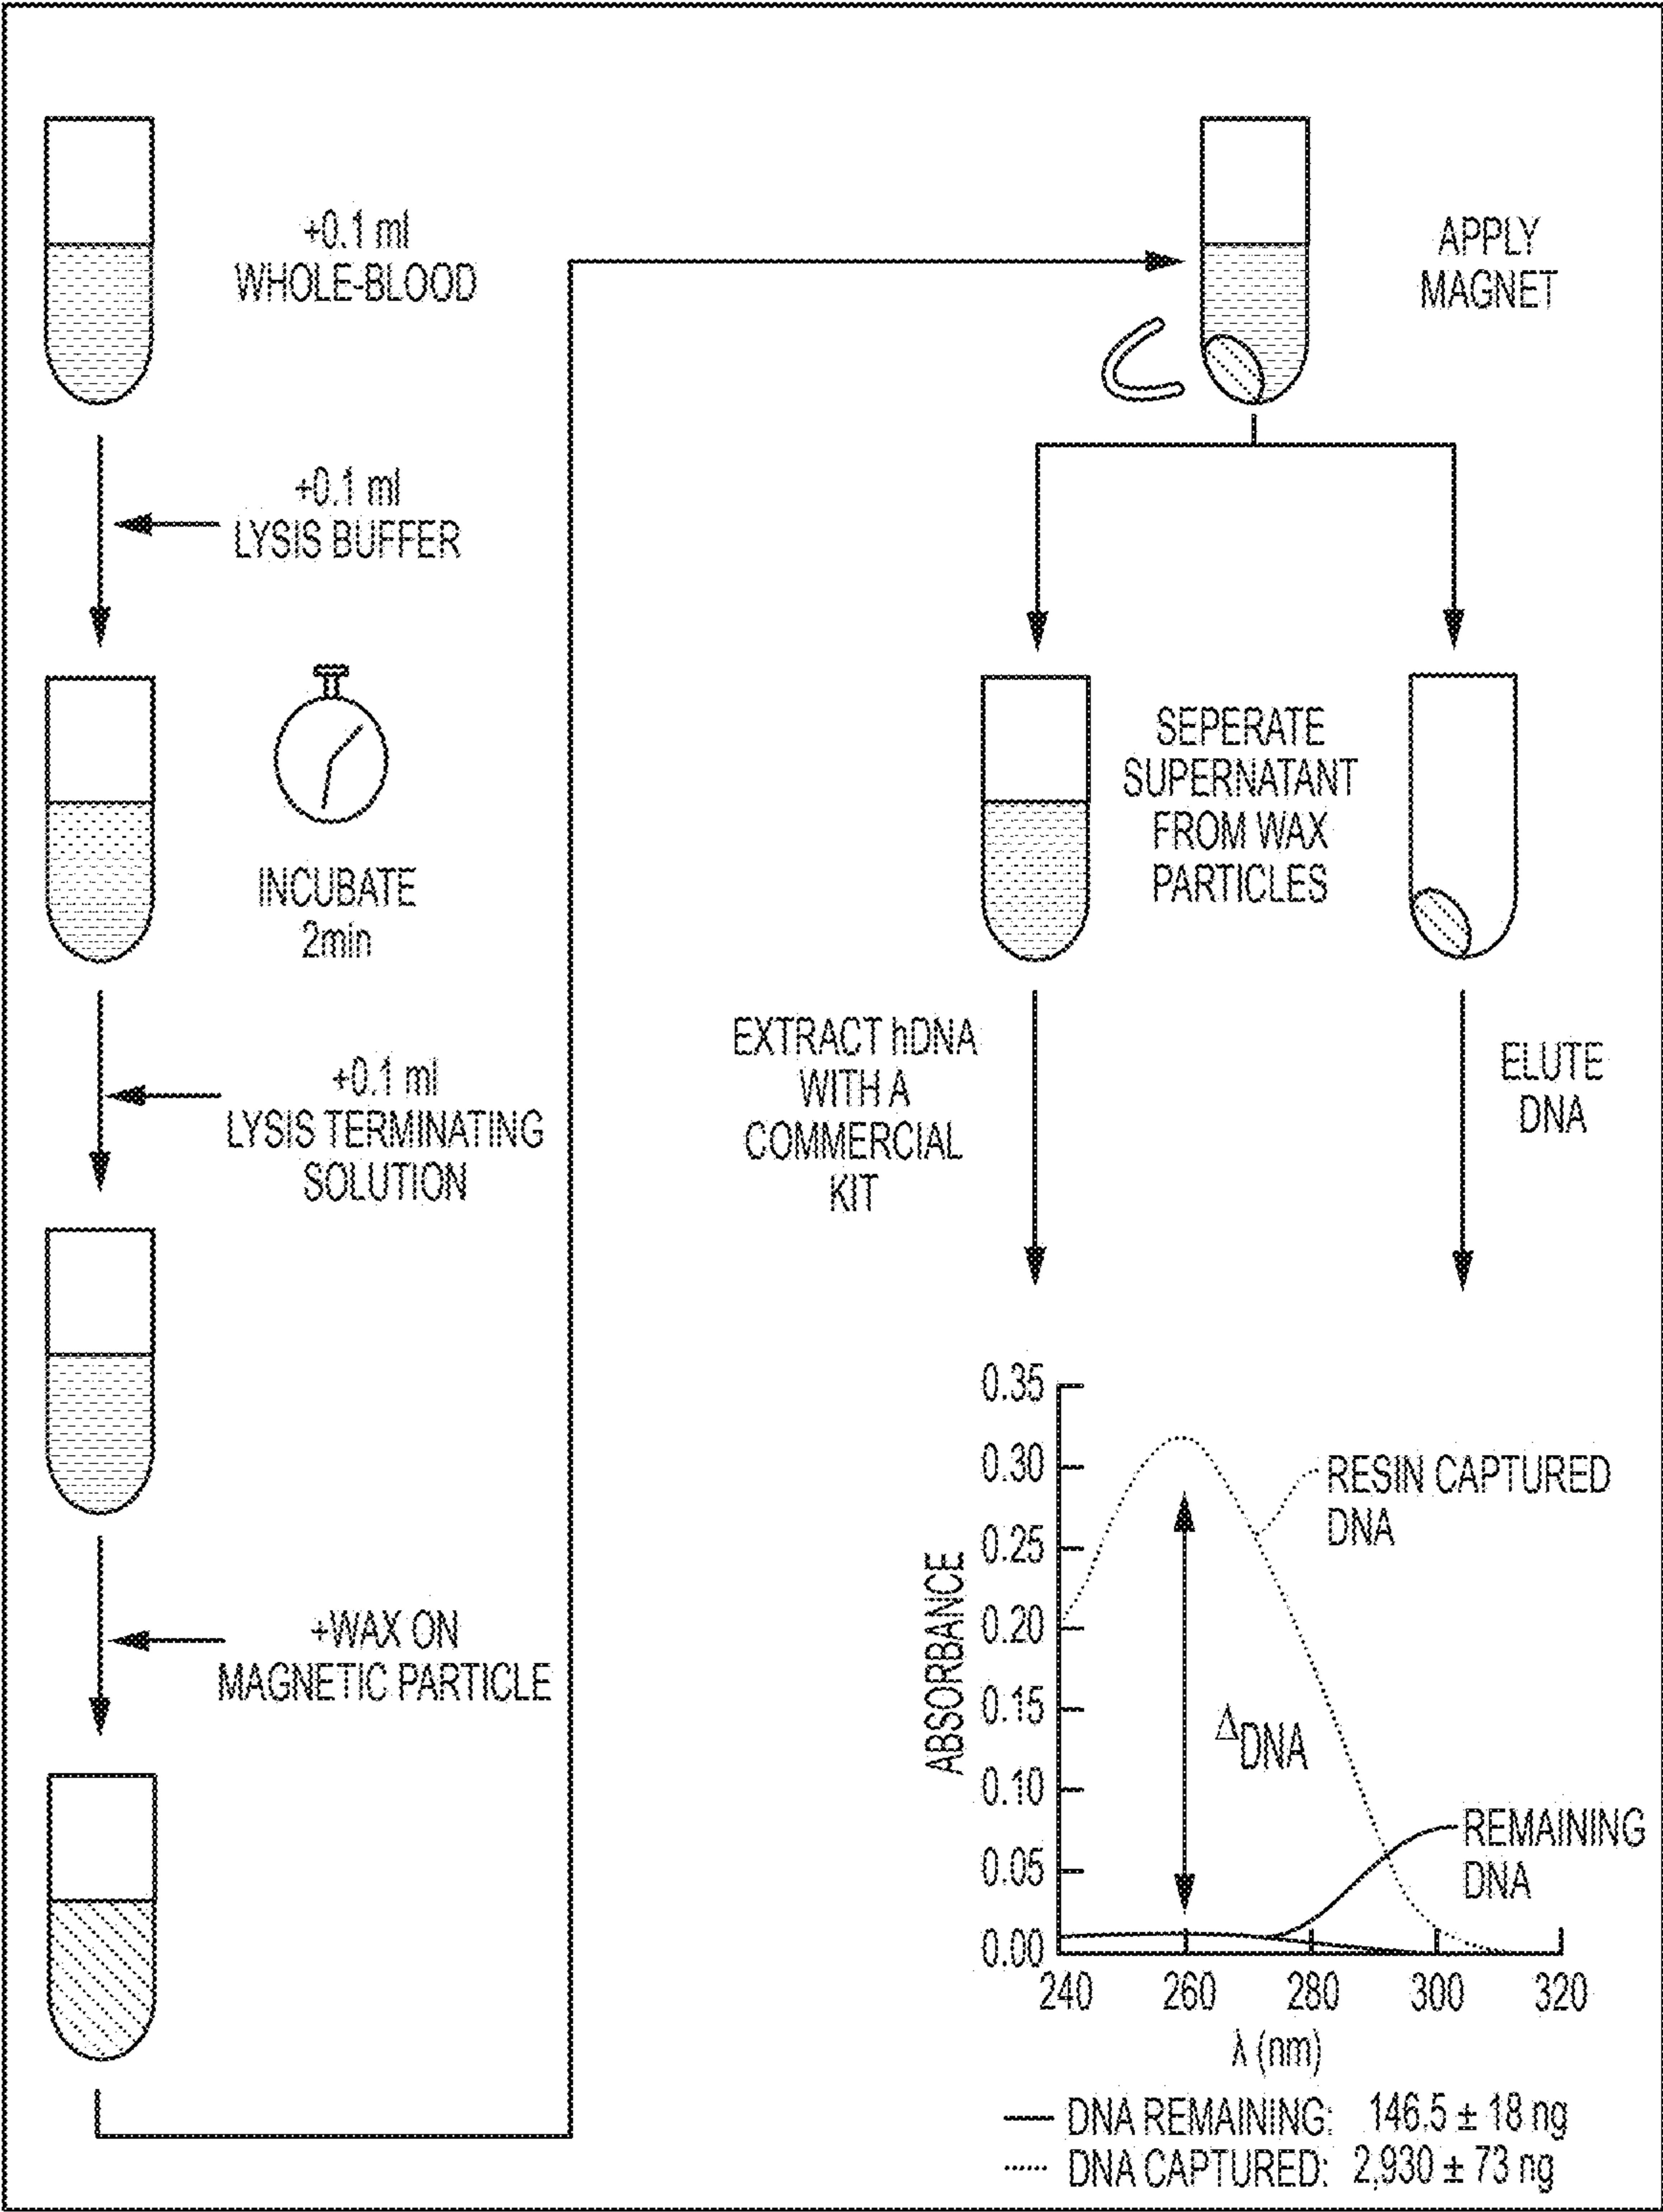 +0.1 ml
WHOLE-BLOOD
+0.1 ml
LYSIS BUFFER
INCUBATE
2min
+0.1 ml
LYSIS TERMINATING
SOLUTION
+WAX ON
MAGNETIC PARTICLE
APPLY
MAGNET
SEPERATE
SUPERNATANT
FROM WAX
PARTICLES
EXTRACT hDNA
WITH A
COMMERCIAL
KIT
ELUTE
DNA
0.35
0.30
0.25
0.20
0.15
0.10
0.05
0.00
ABSORBANCE
RESIN CAPTURED
DNA
ΔDNA
REMAINING
DNA
240 260 280 300 320
λ (nm)
DNA REMAINING: 146.5 ± 18 ng
DNA CAPTURED: 2,930 ± 73 ng